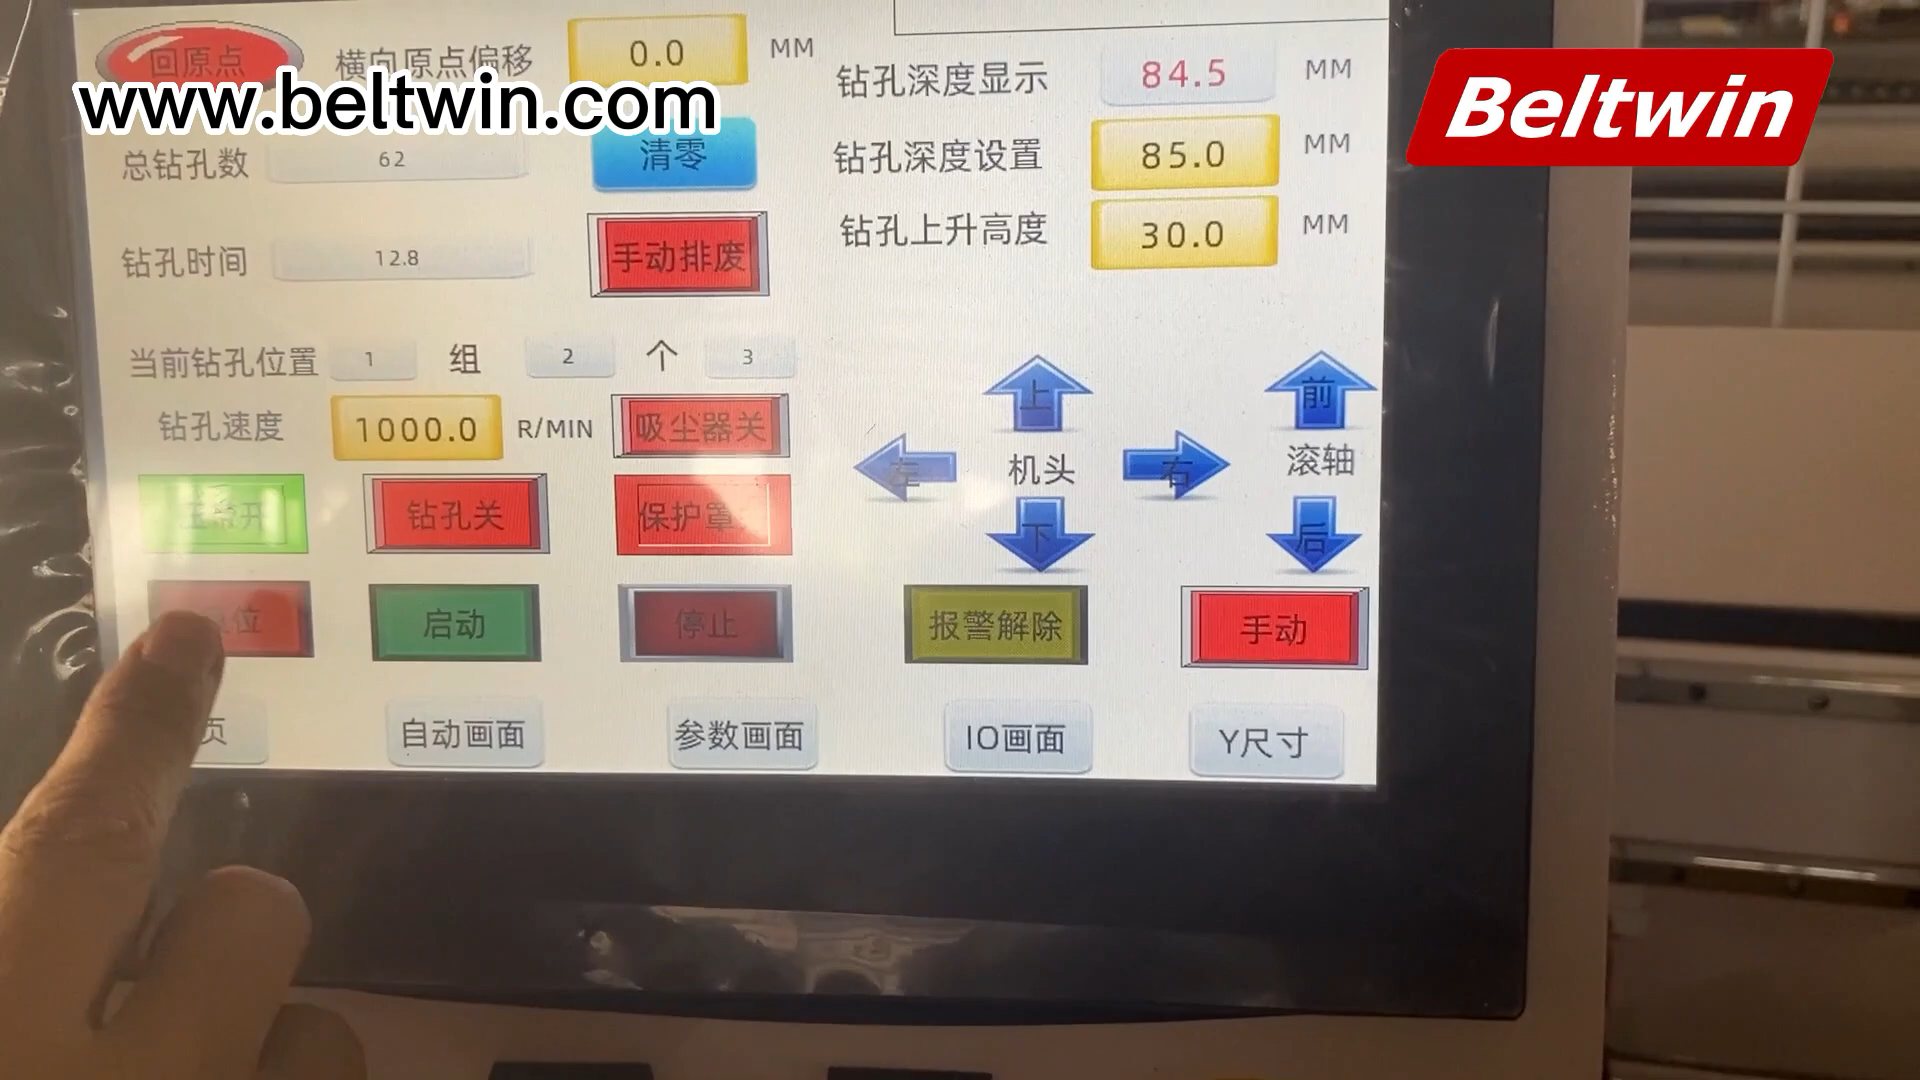 回原点 横向原点偏移 0.0 MM
www.beltwin.com
Beltwin
钻孔深度显示 84.5 MM
总钻孔数 62 清零
钻孔深度设置 85.0 MM
钻孔时间 12.8 手动排废
钻孔上升高度 30.0 MM
当前钻孔位置 1 组 2 个 3
钻孔速度 1000.0 R/MIN 吸尘器关
上 前
左 机头 右 滚轴
下 后
开 钻孔关 保护罩
位 启动 停止 报警解除 手动
页 自动画面 参数画面 IO画面 Y尺寸